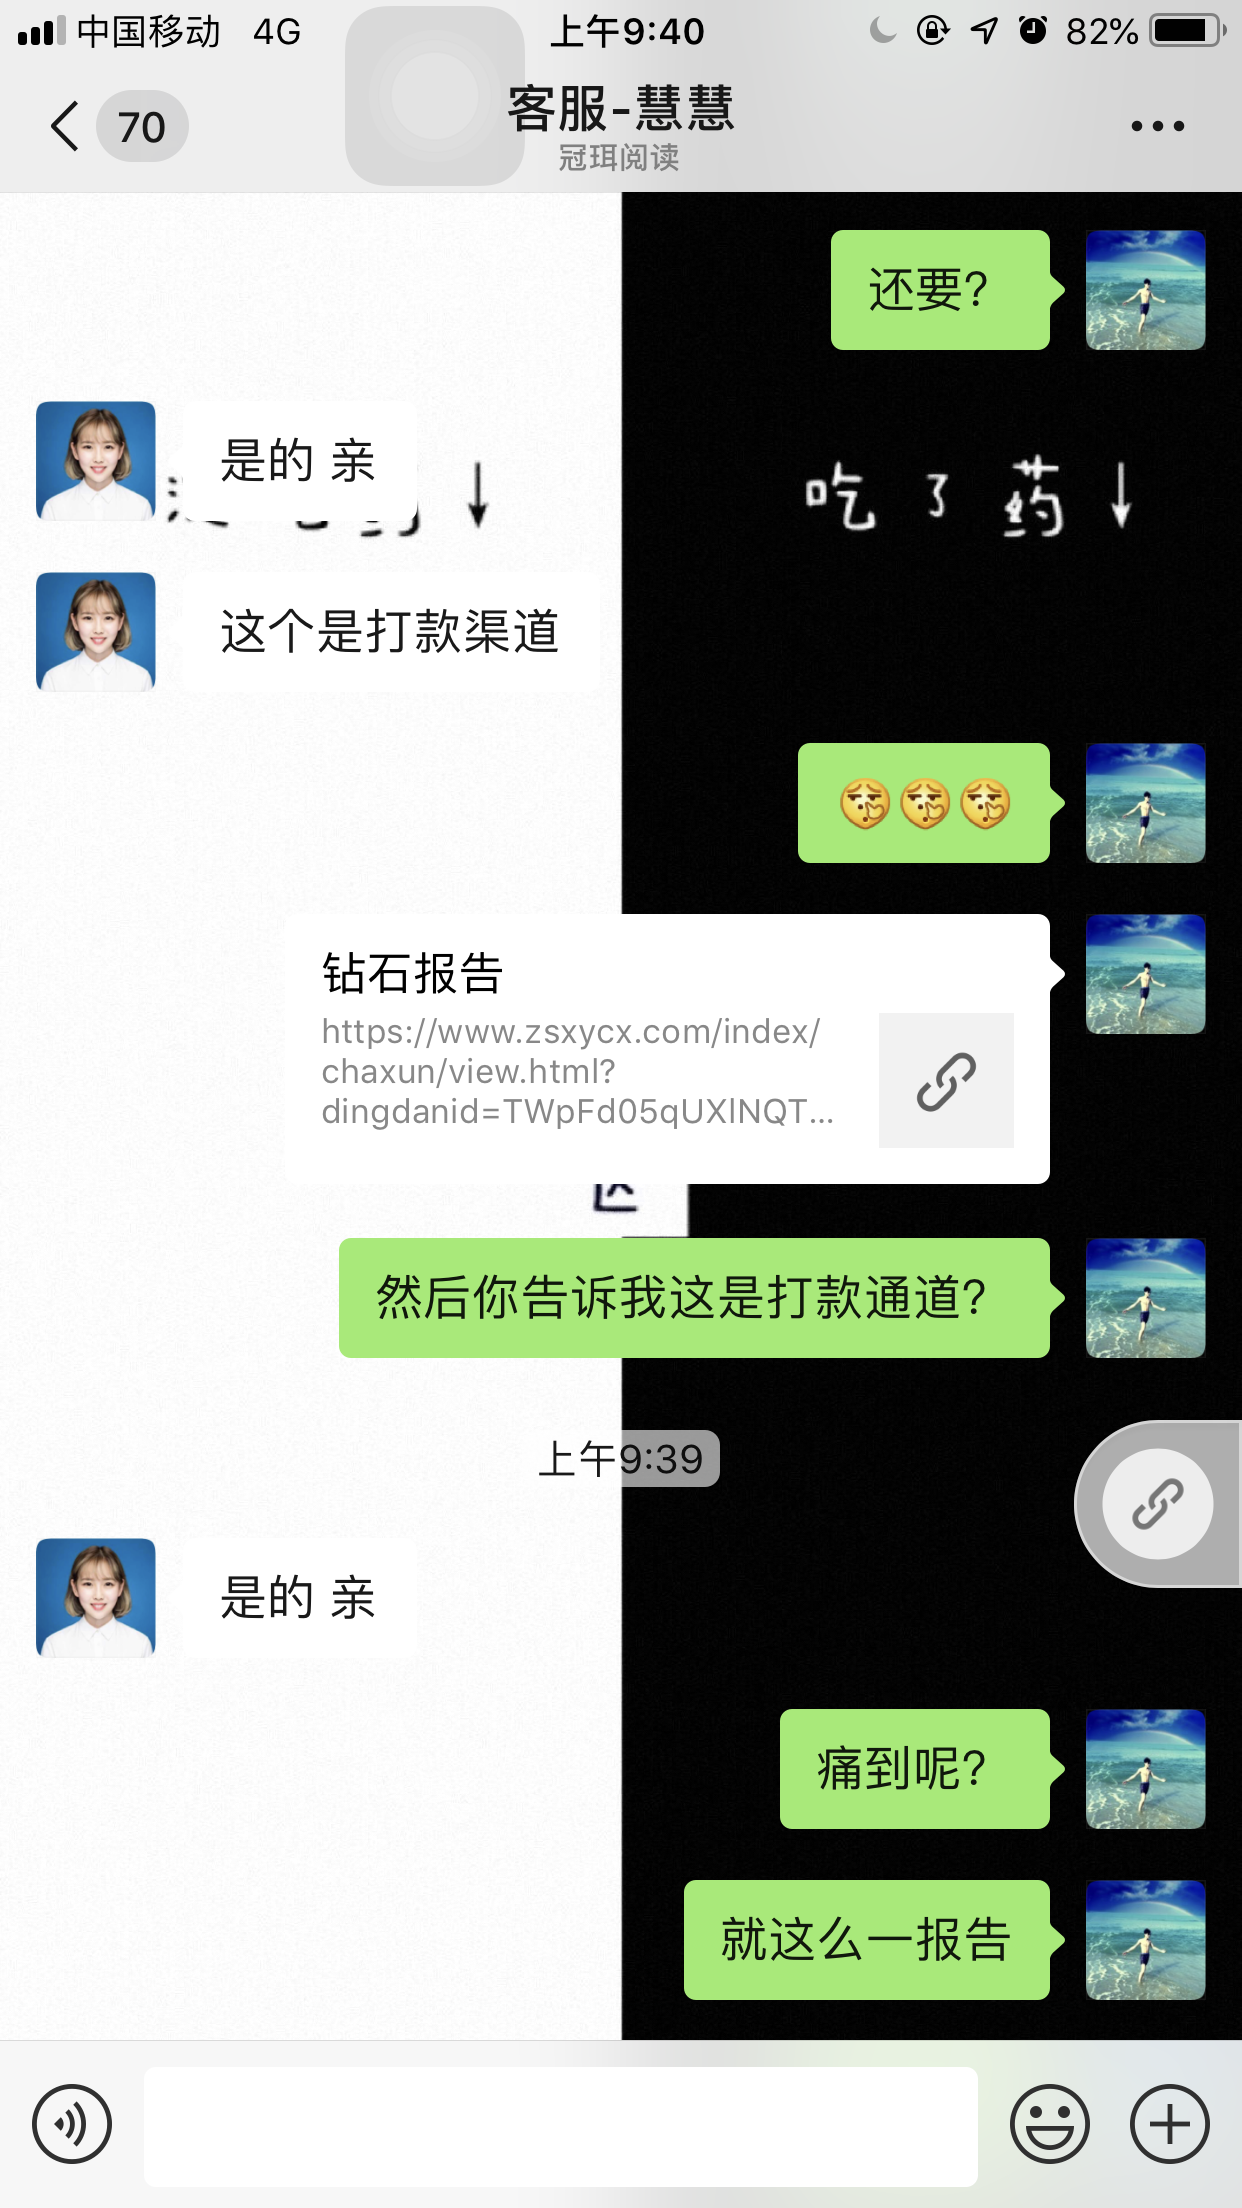 中国移动 4G 上午9:40 82%
70
客服-慧慧
冠珥阅读
还要?
是的 亲
吃了药↓
这个是打款渠道
钻石报告
https://www.zsxycx.com/index/
chaxun/view.html?
dingdanid=TWpFd05qUXlNQT...
然后你告诉我这是打款通道?
上午9:39
是的 亲
痛到呢?
就这么一报告